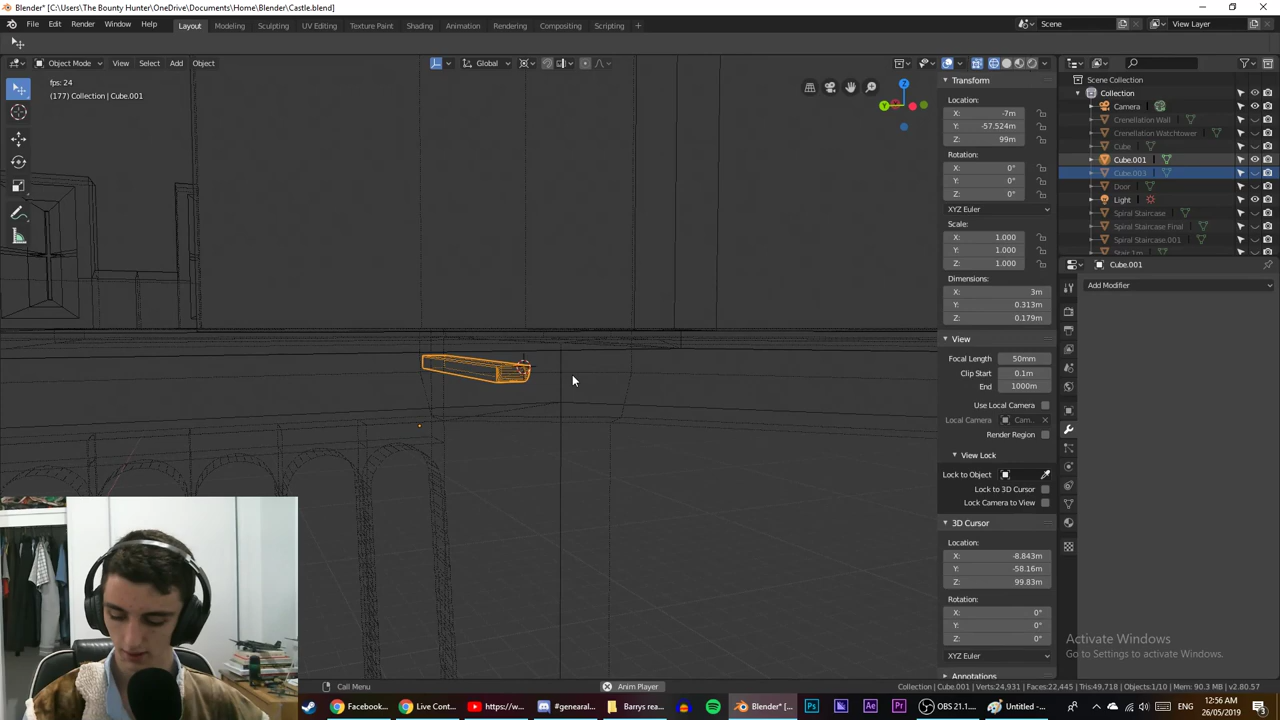 Blender* [C:\Users\The Bounty Hunter\OneDrive\Documents\Home\Blender\Castle.blend]
File Edit Render Window Help
Layout Modeling Sculpting UV Editing Texture Paint Shading Animation Rendering Compositing Scripting +
Scene
View Layer
Object Mode View Select Add Object
Global
fps: 24
(177) Collection | Cube.001
Z
Y
Transform
Location:
X: -7m
Y: -57.524m
Z: 99m
Rotation:
X: 0°
Y: 0°
Z: 0°
XYZ Euler
Scale:
X: 1.000
Y: 1.000
Z: 1.000
Dimensions:
X: 3m
Y: 0.313m
Z: 0.179m
View
Focal Length 50mm
Clip Start 0.1m
End 1000m
Use Local Camera
Local Camera Cam...
Render Region
View Lock
Lock to Object
Lock to 3D Cursor
Lock Camera to View
3D Cursor
Location:
X: -8.843m
Y: -58.16m
Z: 99.83m
Rotation:
X: 0°
Y: 0°
Z: 0°
XYZ Euler
Annotations
Scene Collection
Collection
Camera
Crenellation Wall
Crenellation Watchtower
Cube
Cube.001
Cube.003
Door
Light
Spiral Staircase
Spiral Staircase Final
Spiral Staircase.001
Stair 1m
Cube.001
Add Modifier
Activate Windows
Go to Settings to activate Windows.
Call Menu
Anim Player
Collection | Cube.001 | Verts:24,931 | Faces:22,445 | Tris:49,718 | Objects:1/10 | Mem: 90.3 MB | v2.80.57
Facebook...
Live Cont...
https://w...
#general...
Barrys rea...
Blender* [...
Ps
Ae
Pr
OBS 21.1....
Untitled -...
12:56 AM
26/05/2019